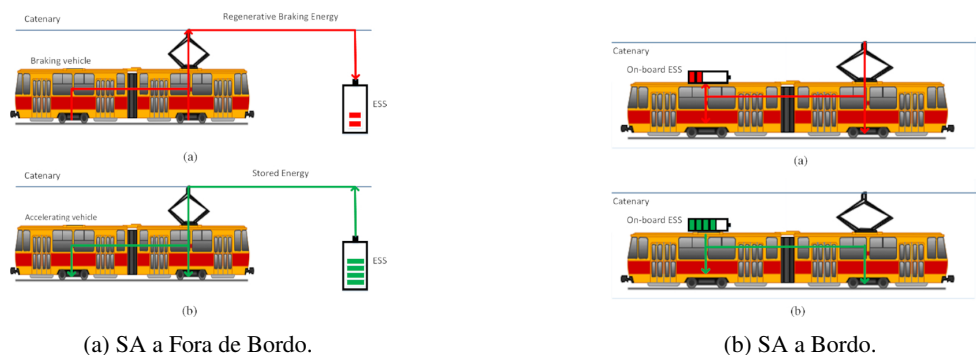 Catenary
Regenerative Braking Energy
Braking vehicle
ESS
(a)
Catenary
Stored Energy
Accelerating vehicle
ESS
(b)
(a) SA a Fora de Bordo.
Catenary
On-board ESS
(a)
Catenary
On-board ESS
(b)
(b) SA a Bordo.